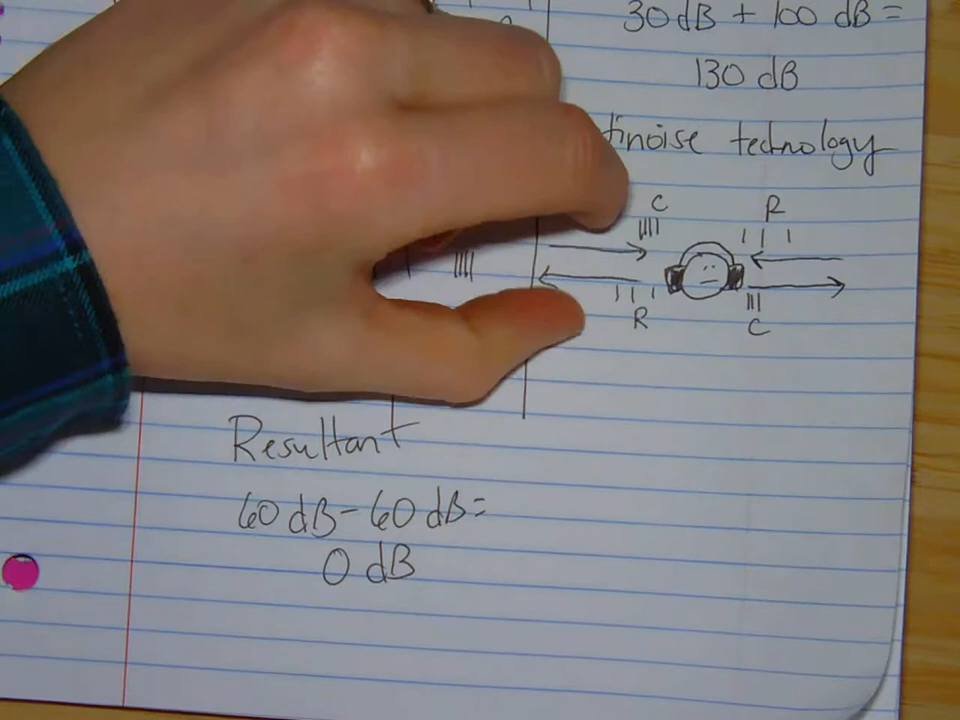 30 dB + 100 dB =
130 dB
tinoise technology
C
R
R
C
Resultant
60 dB - 60 dB =
0 dB